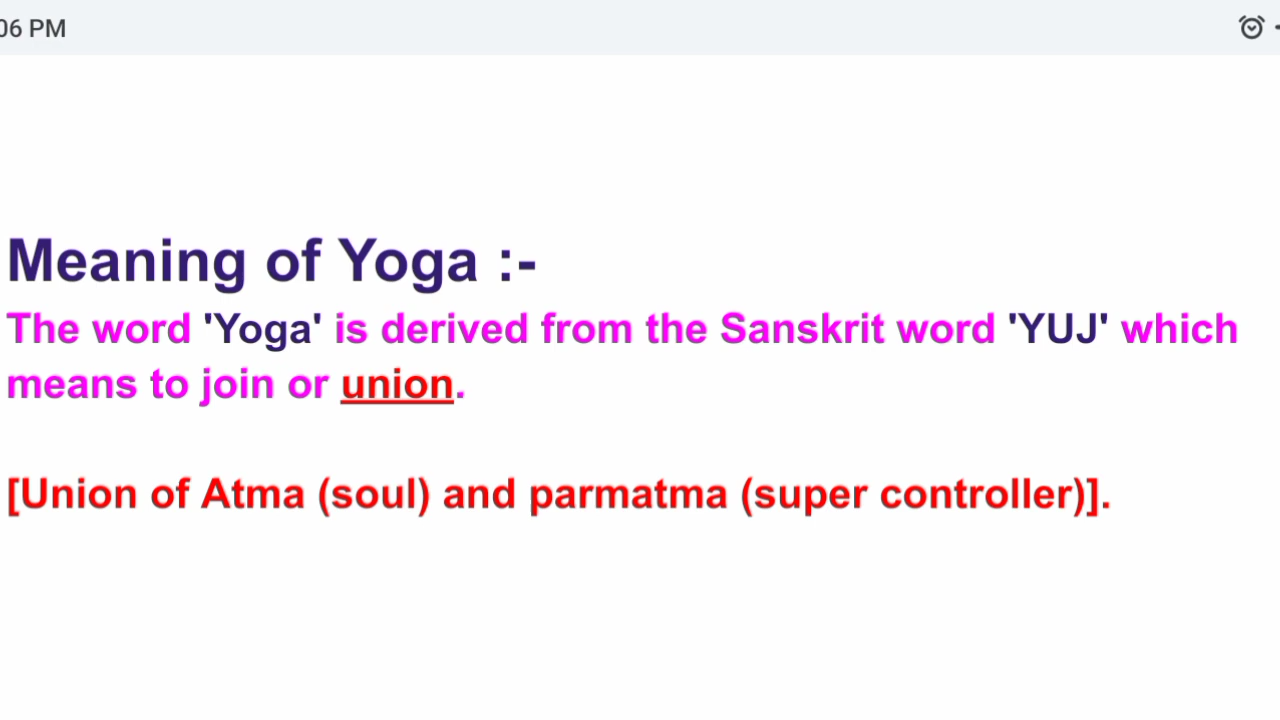 06 PM
Meaning of Yoga :-
The word 'Yoga' is derived from the Sanskrit word 'YUJ' which
means to join or union.
[Union of Atma (soul) and parmatma (super controller)].